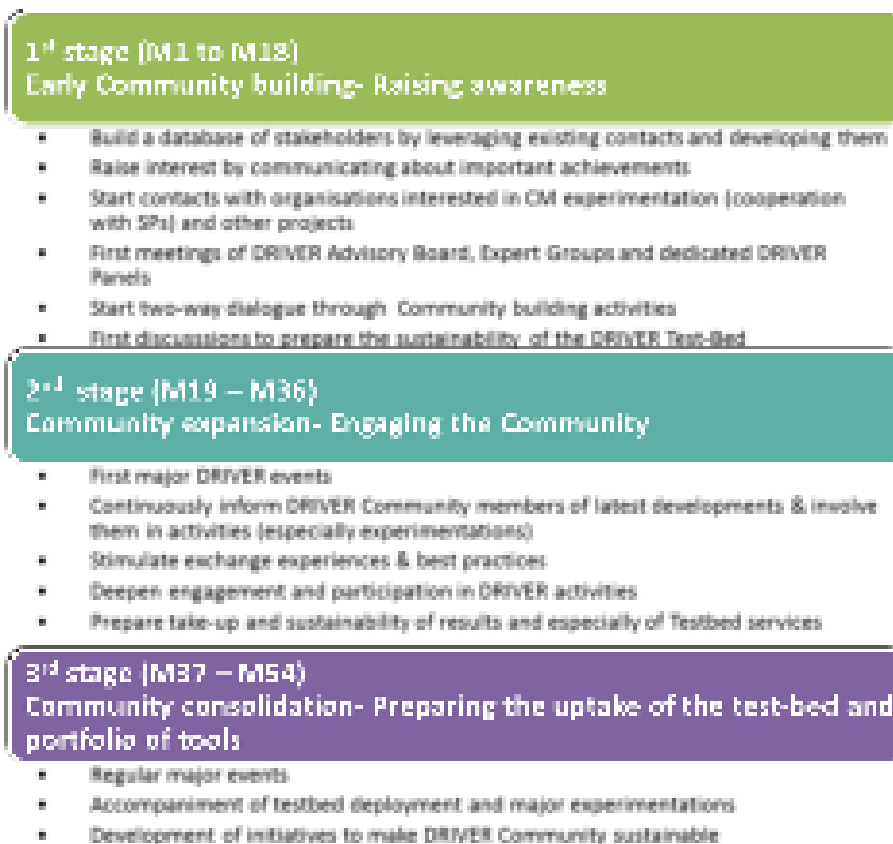 1st stage (M1 to M18)
Early Community building- Raising awareness
• Build a database of stakeholders by leveraging existing contacts and developing them
• Raise interest by communicating about important achievements
• Start contacts with organisations interested in CM experimentation (cooperation
with SPs) and other projects
• First meetings of DRIVER Advisory Board, Expert Groups and dedicated DRIVER
Panels
• Start two-way dialogue through Community building activities
• First discusssions to prepare the sustainability of the DRIVER Test-Bed
2nd stage (M19 – M36)
Community expansion- Engaging the Community
• First major DRIVER events
• Continuously inform DRIVER Community members of latest developments & involve
them in activities (especially experimentations)
• Stimulate exchange experiences & best practices
• Deepen engagement and participation in DRIVER activities
• Prepare take-up and sustainability of results and especially of Testbed services
3rd stage (M37 – M54)
Community consolidation- Preparing the uptake of the test-bed and
portfolio of tools
• Regular major events
• Accompaniment of testbed deployment and major experimentations
• Development of initiatives to make DRIVER Community sustainable